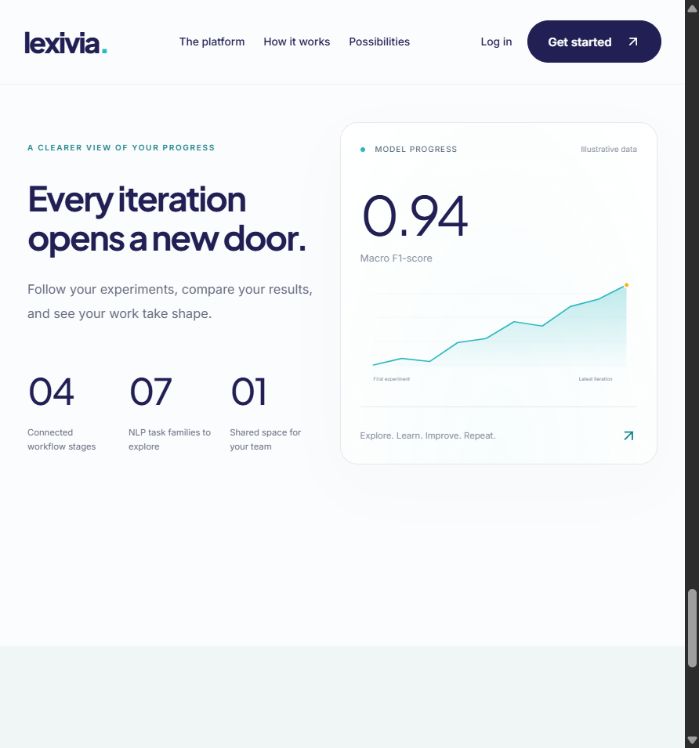 lexivia.
The platform
How it works
Possibilities
Log in
Get started
A CLEARER VIEW OF YOUR PROGRESS
Every iteration
opens a new door.
Follow your experiments, compare your results,
and see your work take shape.
04
Connected
workflow stages
07
NLP task families to
explore
01
Shared space for
your team
MODEL PROGRESS
Illustrative data
0.94
Macro F1-score
First experiment
Latest iteration
Explore. Learn. Improve. Repeat.